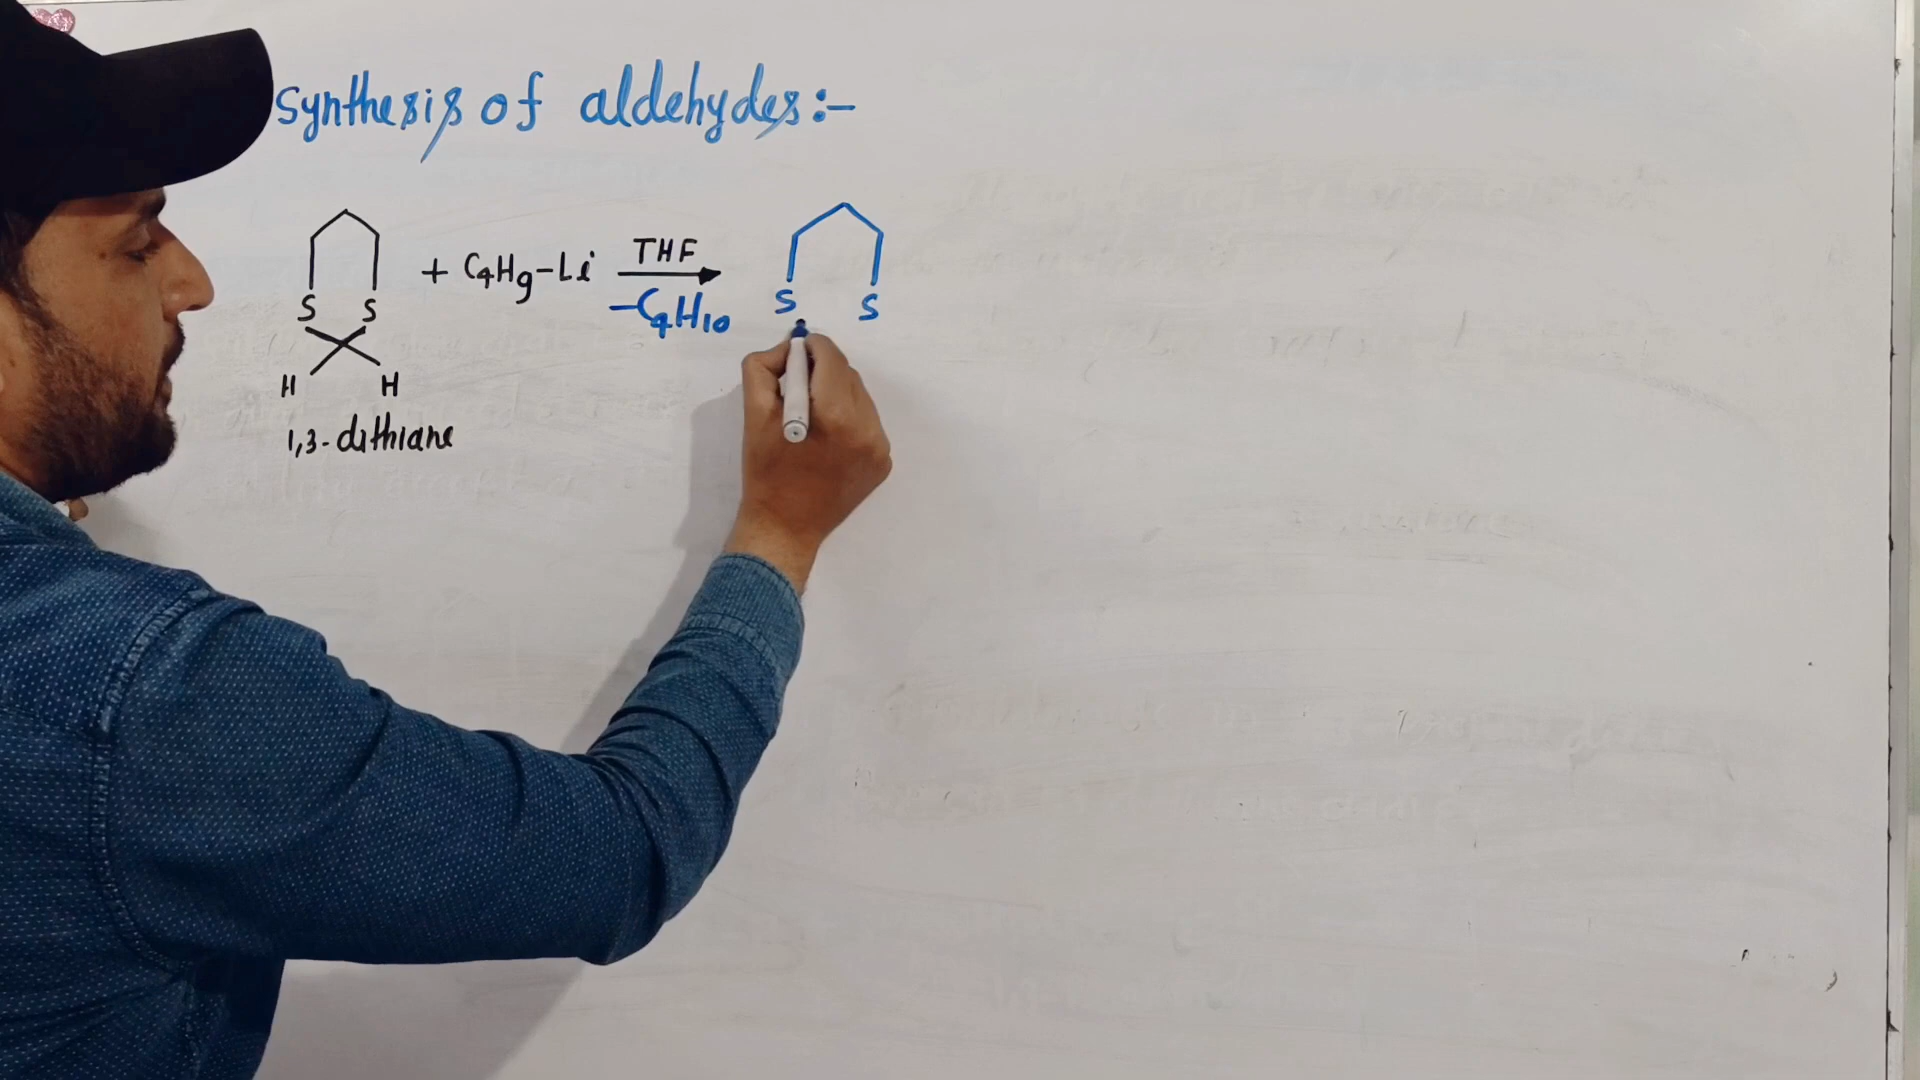 synthesis of aldehydes:-
S S + C4H9-Li THF S S
-C4H10
H H
1,3-dithiane